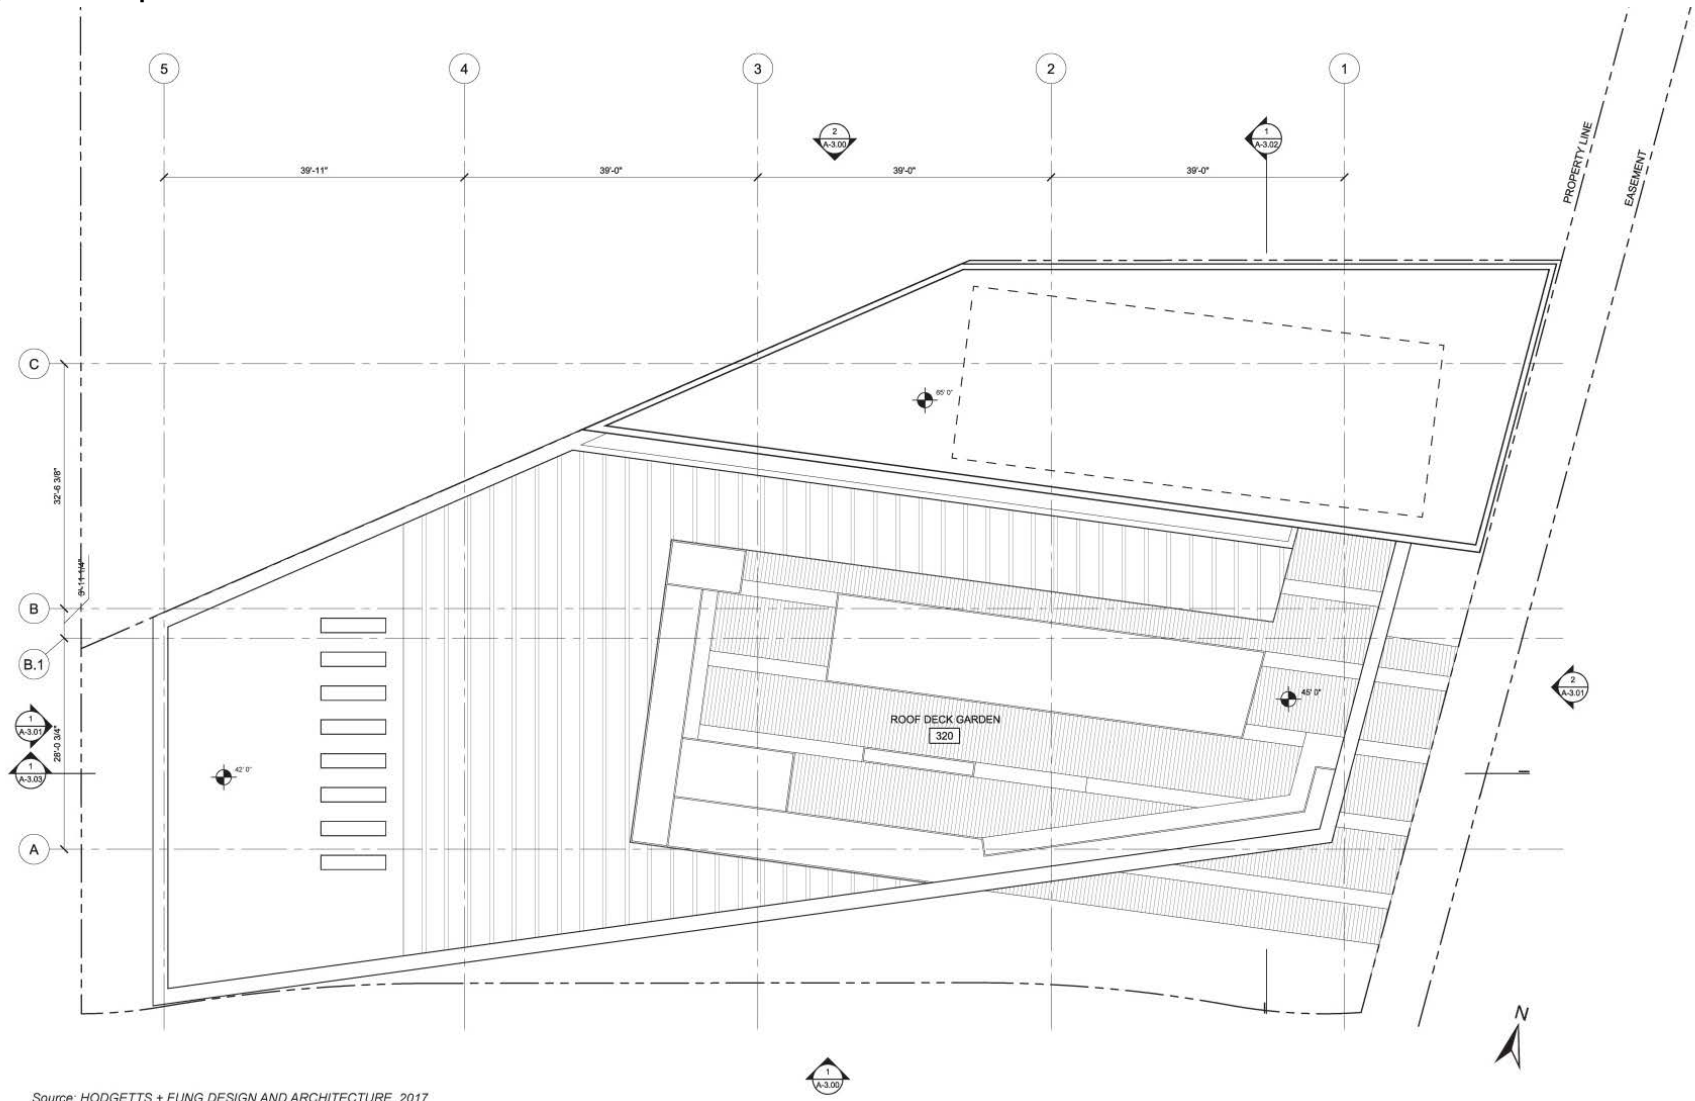 5
4
3
2
1
2
A-3.00
1
A-3.02
39'-11"
39'-0"
39'-0"
39'-0"
PROPERTY LINE
EASEMENT
C
65' 0"
32'-6 3/8"
B
B.1
1
A-3.01
28'-0 3/4"
1
A-3.03
42' 0"
45' 0"
ROOF DECK GARDEN
320
2
A-3.01
A
N
1
A-3.00
Source: HODGETTS + FUNG DESIGN AND ARCHITECTURE, 2017